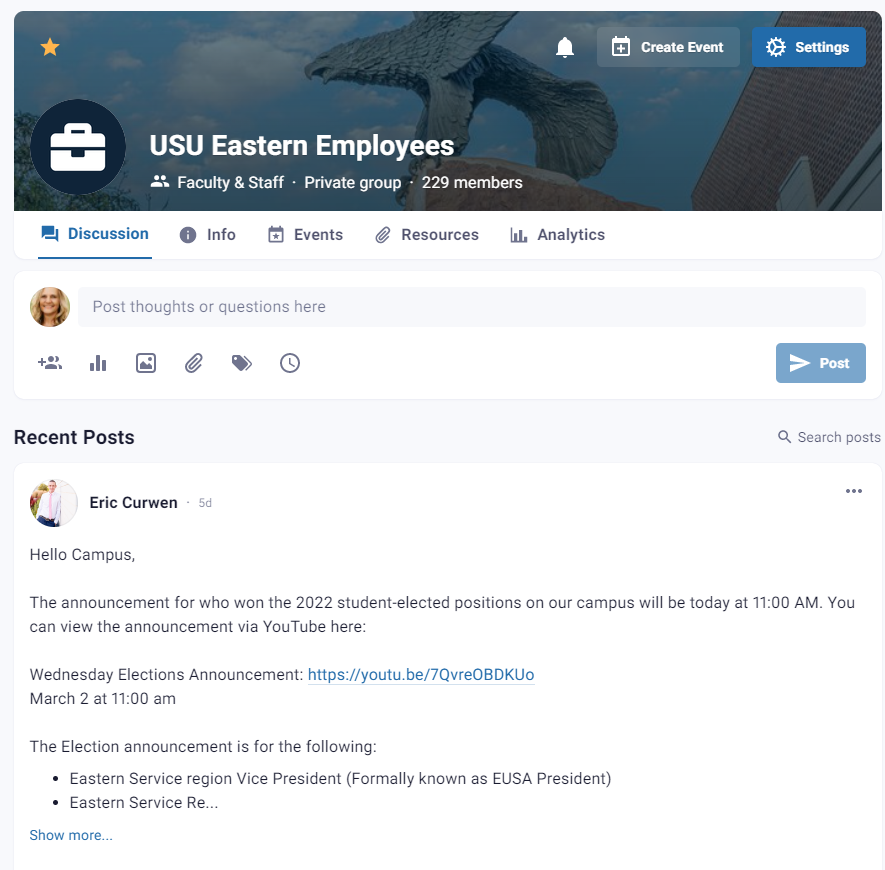 Create Event
Settings
USU Eastern Employees
Faculty & Staff · Private group · 229 members
Discussion
Info
Events
Resources
Analytics
Post thoughts or questions here
Post
Recent Posts
Search posts
Eric Curwen · 5d
Hello Campus,
The announcement for who won the 2022 student-elected positions on our campus will be today at 11:00 AM. You
can view the announcement via YouTube here:
Wednesday Elections Announcement: https://youtu.be/7QvreOBDKUo
March 2 at 11:00 am
The Election announcement is for the following:
• Eastern Service region Vice President (Formally known as EUSA President)
• Eastern Service Re...
Show more...